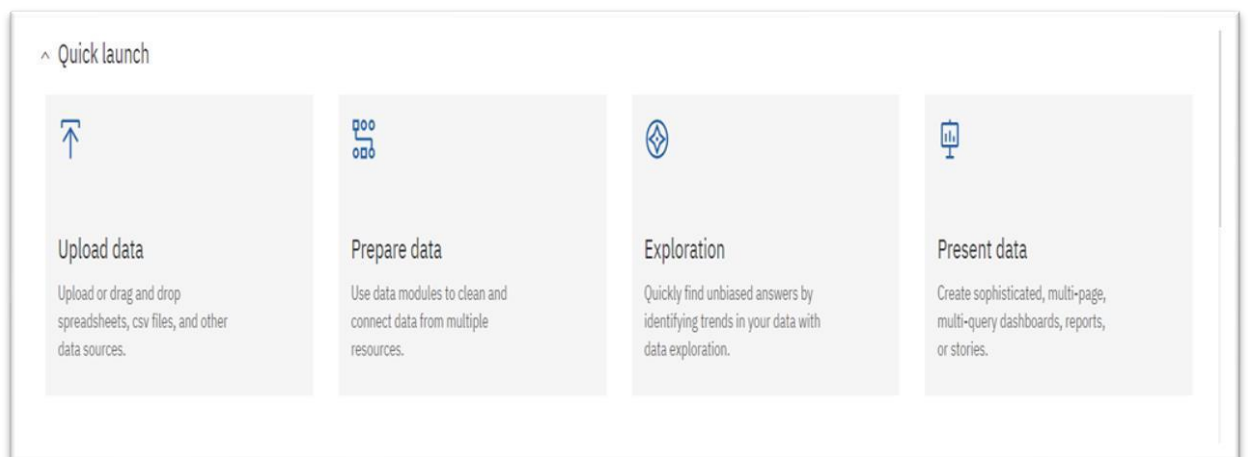 Quick launch
Upload data
Upload or drag and drop
spreadsheets, csv files, and other
data sources.
Prepare data
Use data modules to clean and
connect data from multiple
resources.
Exploration
Quickly find unbiased answers by
identifying trends in your data with
data exploration.
Present data
Create sophisticated, multi-page,
multi-query dashboards, reports,
or stories.